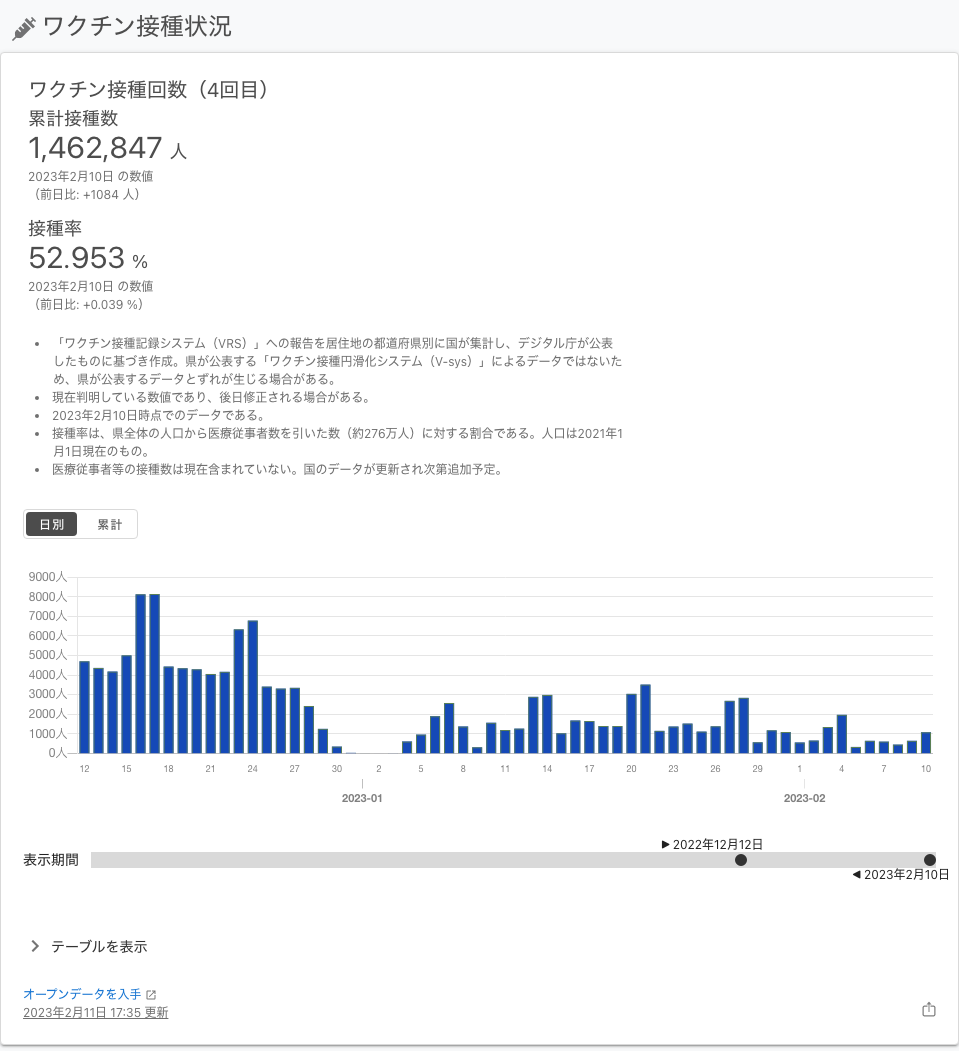 ワクチン接種状況
ワクチン接種回数（4回目）
累計接種数
1,462,847 人
2023年2月10日 の数値
（前日比: +1084 人）
接種率
52.953 %
2023年2月10日 の数値
（前日比: +0.039 %）
• 「ワクチン接種記録システム（VRS）」への報告を居住地の都道府県別に国が集計し、デジタル庁が公表
したものに基づき作成。県が公表する「ワクチン接種円滑化システム（V-sys）」によるデータではないた
め、県が公表するデータとずれが生じる場合がある。
• 現在判明している数値であり、後日修正される場合がある。
• 2023年2月10日時点でのデータである。
• 接種率は、県全体の人口から医療従事者数を引いた数（約276万人）に対する割合である。人口は2021年1
月1日現在のもの。
• 医療従事者等の接種数は現在含まれていない。国のデータが更新され次第追加予定。
日別 累計
9000人
8000人
7000人
6000人
5000人
4000人
3000人
2000人
1000人
0人
12 15 18 21 24 27 30 2 5 8 11 14 17 20 23 26 29 1 4 7 10
2023-01 2023-02
▶ 2022年12月12日
表示期間
◀ 2023年2月10日
テーブルを表示
オープンデータを入手
2023年2月11日 17:35 更新